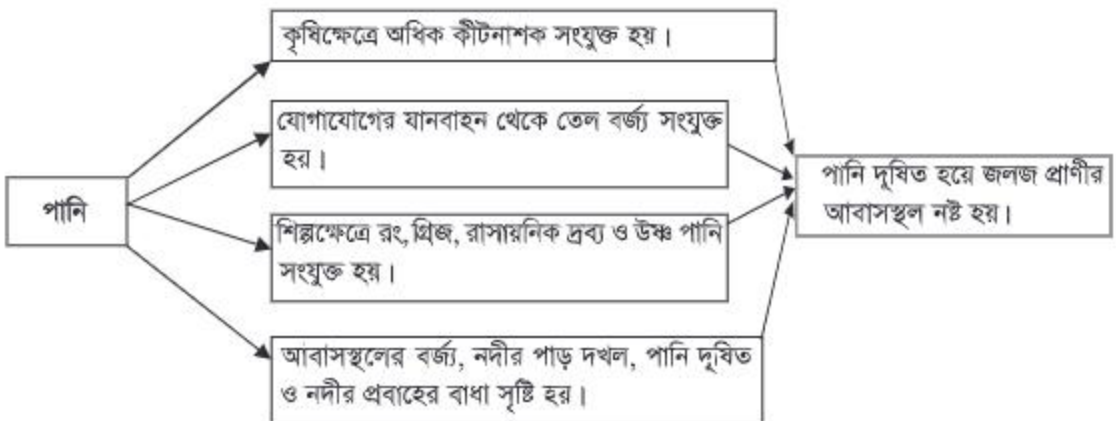 কৃষিক্ষেত্রে অধিক কীটনাশক সংযুক্ত হয়।
যোগাযোগের যানবাহন থেকে তেল বর্জ্য সংযুক্ত
হয়।
পানি
শিল্পক্ষেত্রে রং, গ্রিজ, রাসায়নিক দ্রব্য ও উষ্ণ পানি
সংযুক্ত হয়।
আবাসস্থলের বর্জ্য, নদীর পাড় দখল, পানি দূষিত
ও নদীর প্রবাহের বাধা সৃষ্টি হয়।
পানি দূষিত হয়ে জলজ প্রাণীর
আবাসস্থল নষ্ট হয়।